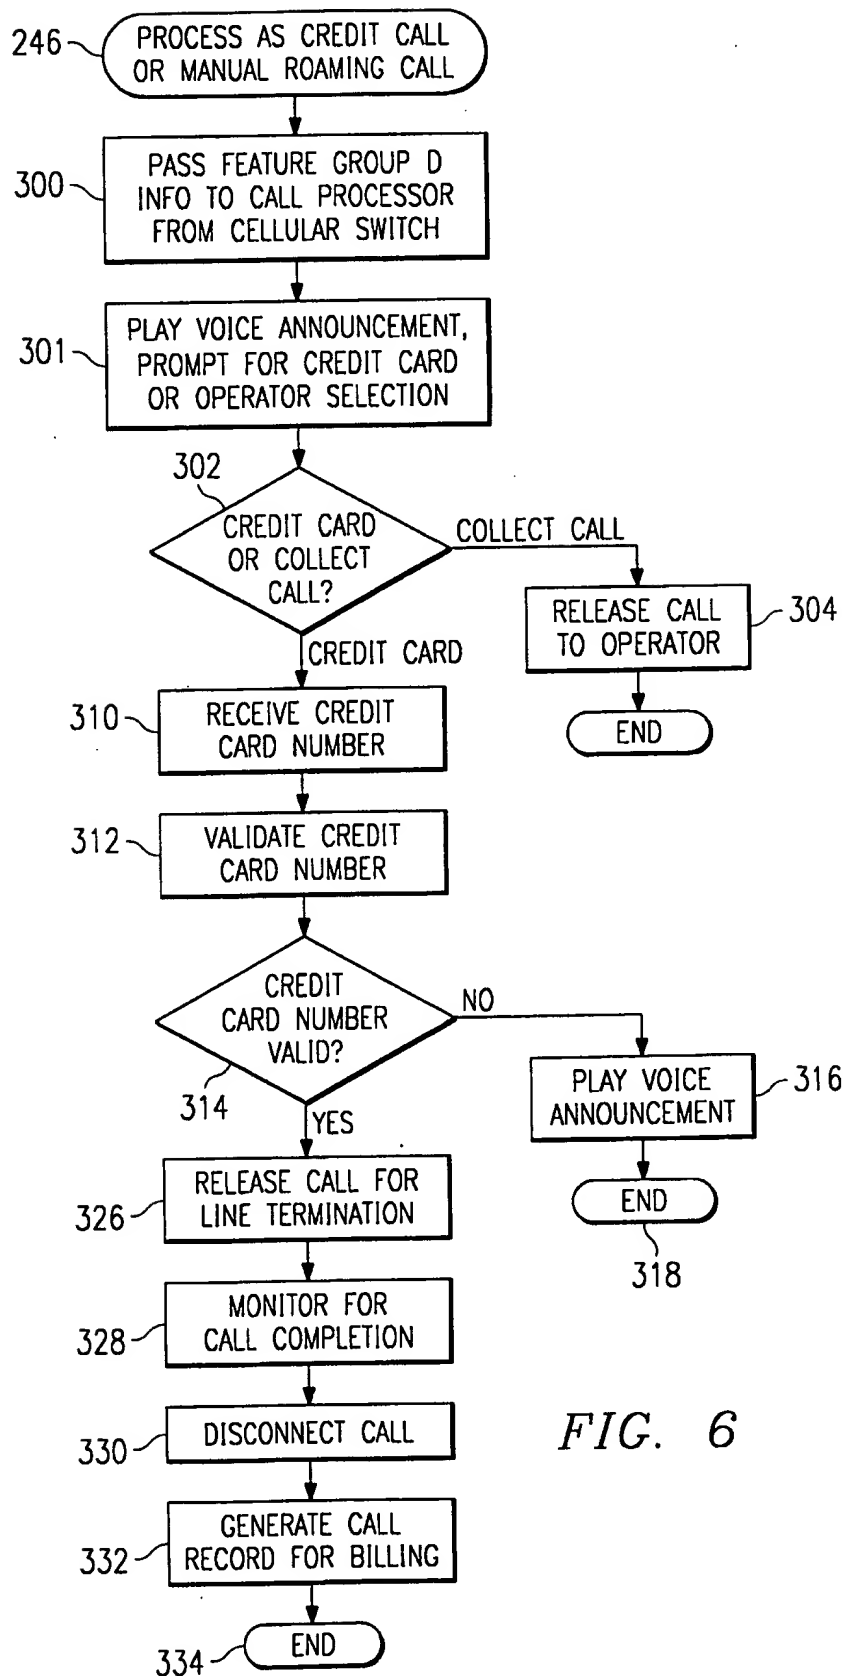 246
PROCESS AS CREDIT CALL
OR MANUAL ROAMING CALL
300
PASS FEATURE GROUP D
INFO TO CALL PROCESSOR
FROM CELLULAR SWITCH
301
PLAY VOICE ANNOUNCEMENT,
PROMPT FOR CREDIT CARD
OR OPERATOR SELECTION
302
CREDIT CARD
OR COLLECT
CALL?
COLLECT CALL
RELEASE CALL
TO OPERATOR
304
END
CREDIT CARD
310
RECEIVE CREDIT
CARD NUMBER
312
VALIDATE CREDIT
CARD NUMBER
CREDIT
CARD NUMBER
VALID?
314
NO
PLAY VOICE
ANNOUNCEMENT
316
END
318
YES
326
RELEASE CALL FOR
LINE TERMINATION
328
MONITOR FOR
CALL COMPLETION
330
DISCONNECT CALL
332
GENERATE CALL
RECORD FOR BILLING
334
END
FIG. 6